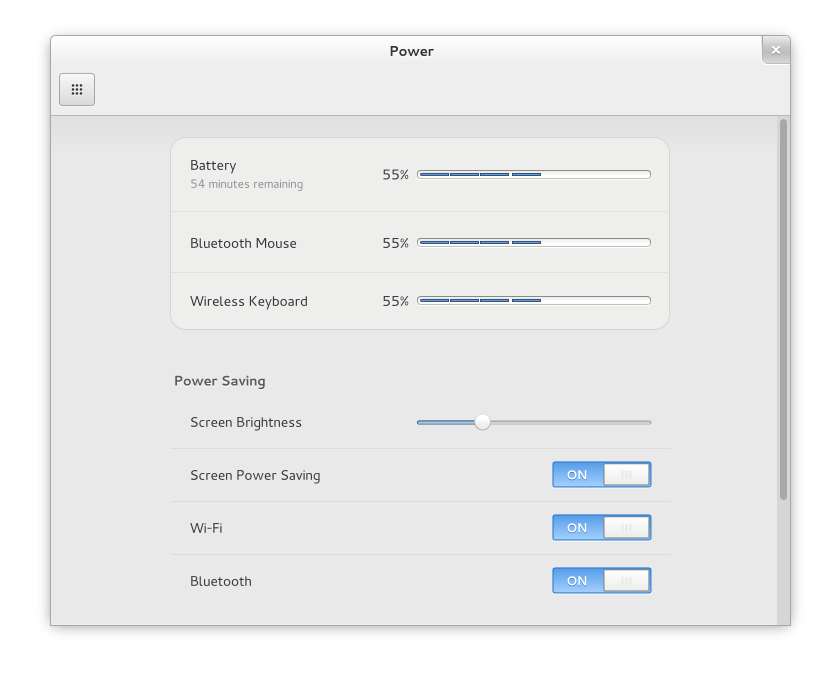 Power
Battery
54 minutes remaining
55%
Bluetooth Mouse
55%
Wireless Keyboard
55%
Power Saving
Screen Brightness
Screen Power Saving
ON
Wi-Fi
ON
Bluetooth
ON